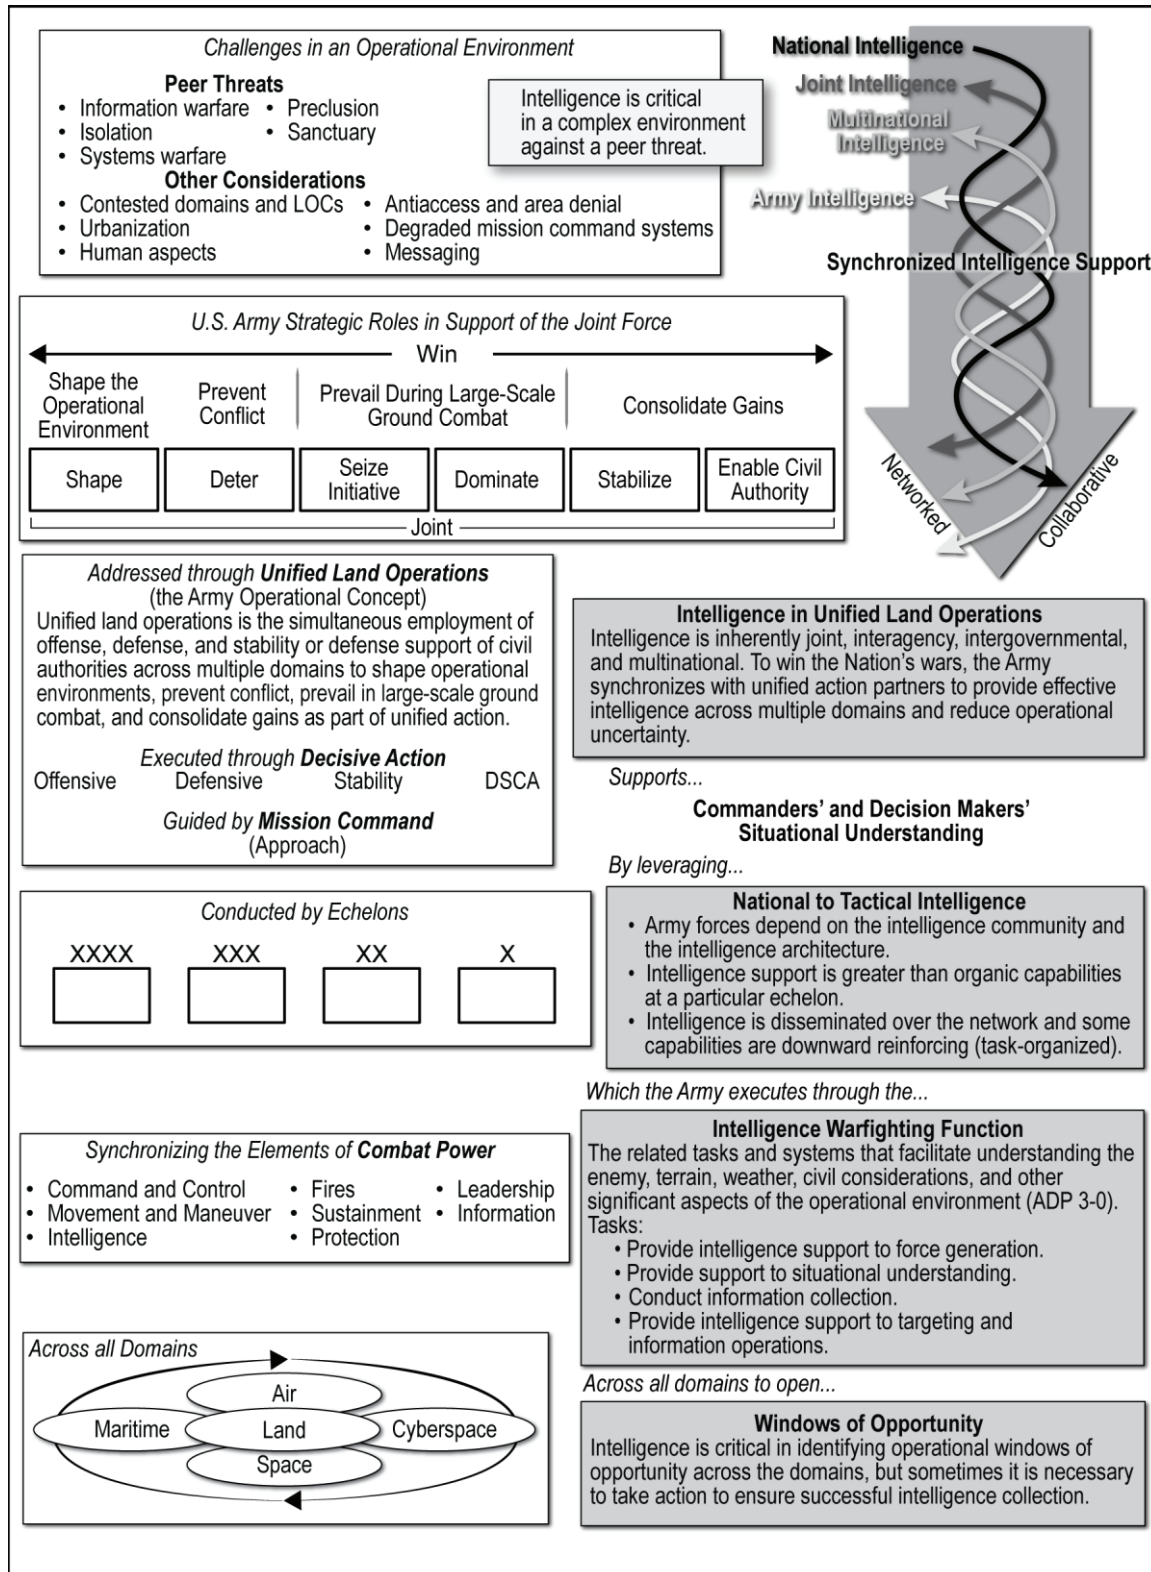 Challenges in an Operational Environment
Peer Threats
• Information warfare • Preclusion
• Isolation • Sanctuary
• Systems warfare
Other Considerations
• Contested domains and LOCs • Antiaccess and area denial
• Urbanization • Degraded mission command systems
• Human aspects • Messaging
Intelligence is critical
in a complex environment
against a peer threat.
National Intelligence
Joint Intelligence
Multinational
Intelligence
Army Intelligence
Synchronized Intelligence Support
Networked
Collaborative
U.S. Army Strategic Roles in Support of the Joint Force
Win
Shape the
Operational
Environment
Prevent
Conflict
Prevail During Large-Scale
Ground Combat
Consolidate Gains
Shape
Deter
Seize
Initiative
Dominate
Stabilize
Enable Civil
Authority
Joint
Addressed through Unified Land Operations
(the Army Operational Concept)
Unified land operations is the simultaneous employment of
offense, defense, and stability or defense support of civil
authorities across multiple domains to shape operational
environments, prevent conflict, prevail in large-scale ground
combat, and consolidate gains as part of unified action.
Executed through Decisive Action
Offensive Defensive Stability DSCA
Guided by Mission Command
(Approach)
Conducted by Echelons
XXXX XXX XX X
Synchronizing the Elements of Combat Power
• Command and Control • Fires • Leadership
• Movement and Maneuver • Sustainment • Information
• Intelligence • Protection
Across all Domains
Air
Maritime Land Cyberspace
Space
Intelligence in Unified Land Operations
Intelligence is inherently joint, interagency, intergovernmental,
and multinational. To win the Nation's wars, the Army
synchronizes with unified action partners to provide effective
intelligence across multiple domains and reduce operational
uncertainty.
Supports...
Commanders' and Decision Makers'
Situational Understanding
By leveraging...
National to Tactical Intelligence
• Army forces depend on the intelligence community and
the intelligence architecture.
• Intelligence support is greater than organic capabilities
at a particular echelon.
• Intelligence is disseminated over the network and some
capabilities are downward reinforcing (task-organized).
Which the Army executes through the...
Intelligence Warfighting Function
The related tasks and systems that facilitate understanding the
enemy, terrain, weather, civil considerations, and other
significant aspects of the operational environment (ADP 3-0).
Tasks:
• Provide intelligence support to force generation.
• Provide support to situational understanding.
• Conduct information collection.
• Provide intelligence support to targeting and
information operations.
Across all domains to open...
Windows of Opportunity
Intelligence is critical in identifying operational windows of
opportunity across the domains, but sometimes it is necessary
to take action to ensure successful intelligence collection.